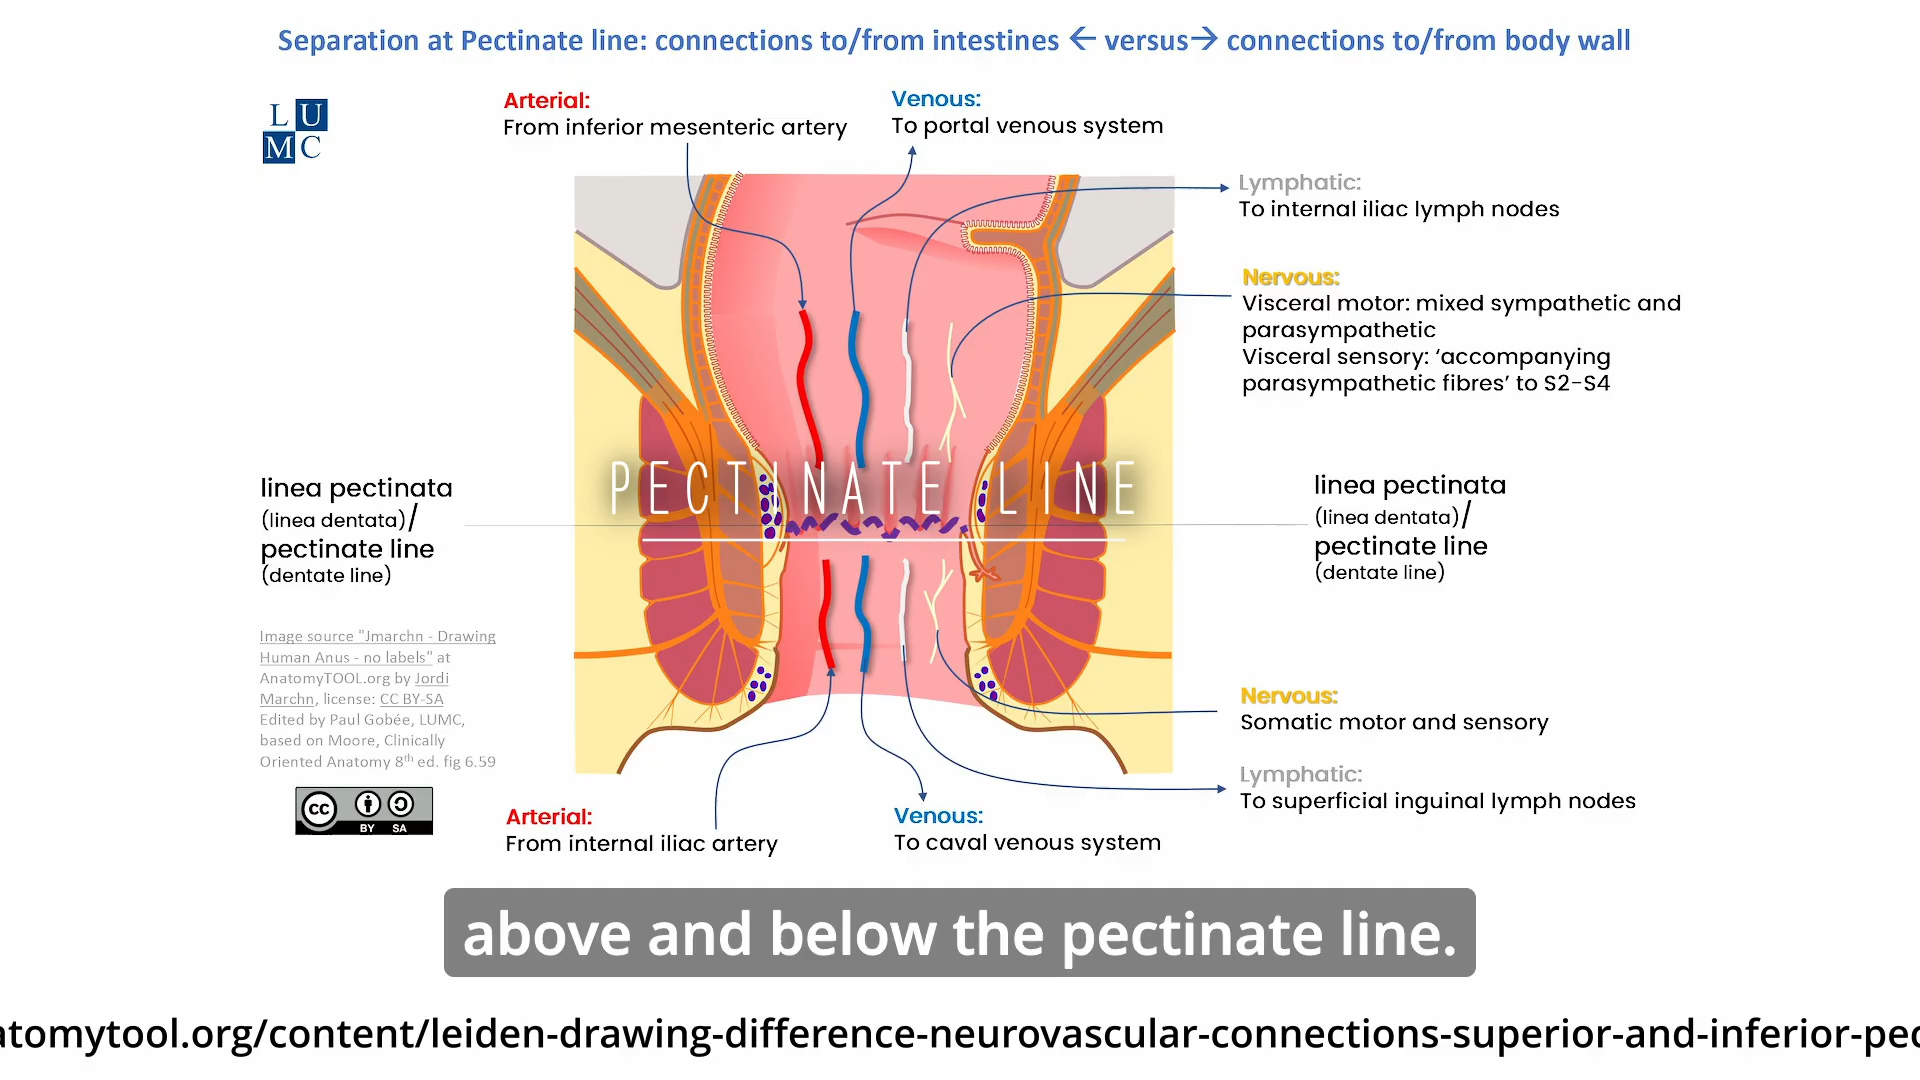 Separation at Pectinate line: connections to/from intestines ← versus→ connections to/from body wall
L U
M C
Arterial:
From inferior mesenteric artery
Venous:
To portal venous system
Lymphatic:
To internal iliac lymph nodes
Nervous:
Visceral motor: mixed sympathetic and
parasympathetic
Visceral sensory: ‘accompanying
parasympathetic fibres’ to S2-S4
PECTINATE LINE
linea pectinata
(linea dentata)/
pectinate line
(dentate line)
linea pectinata
(linea dentata)/
pectinate line
(dentate line)
Image source "Jmarchn - Drawing
Human Anus - no labels" at
AnatomyTOOL.org by Jordi
Marchn, license: CC BY-SA
Edited by Paul Gobée, LUMC,
based on Moore, Clinically
Oriented Anatomy 8th ed. fig 6.59
cc
BY SA
Nervous:
Somatic motor and sensory
Lymphatic:
To superficial inguinal lymph nodes
Arterial:
From internal iliac artery
Venous:
To caval venous system
above and below the pectinate line.
atomytool.org/content/leiden-drawing-difference-neurovascular-connections-superior-and-inferior-pec